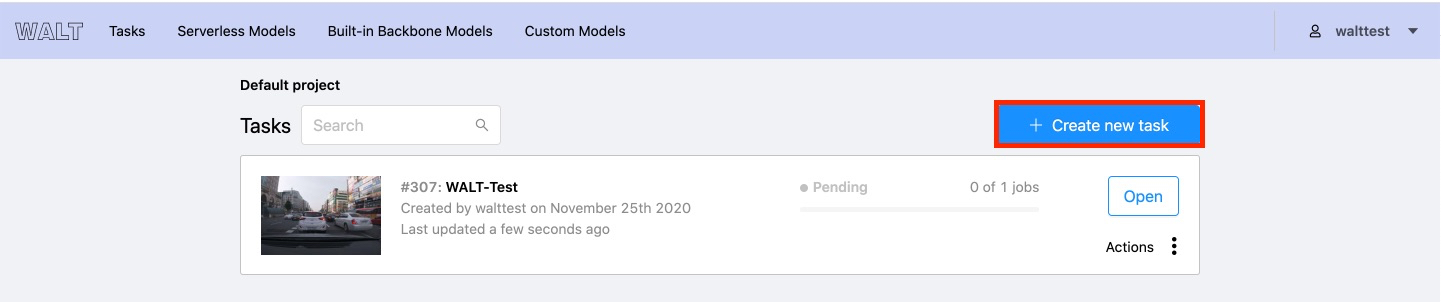 WALT Tasks Serverless Models Built-in Backbone Models Custom Models walttest
Default project
Tasks Search + Create new task
#307: WALT-Test Pending 0 of 1 jobs Open
Created by walttest on November 25th 2020
Last updated a few seconds ago
Actions